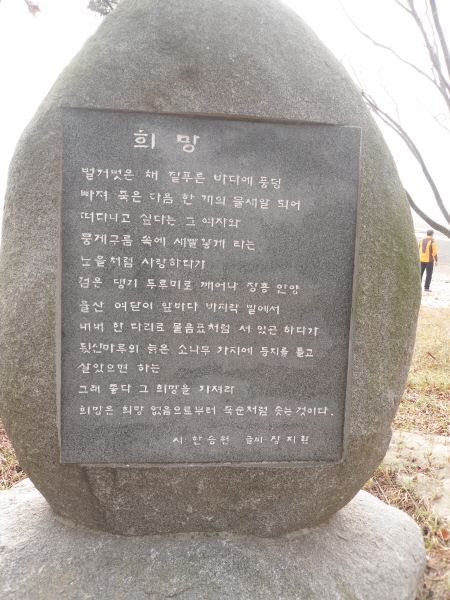 희망
벌거벗은 채 짙푸른 바다에 풍덩
빠져 죽은 다음 한 개의 물새알 되어
떠다니고 싶다는 그 여자와
뭉게구름 속에 새빨갛게 타는
노을처럼 사랑하다가
검은 댕기 두루미로 깨어나 장흥 안양
율산 여닫이 앞바다 바지락 밭에서
내내 한 다리로 물음표처럼 서 있곤 하다가
뒷산마루의 늙은 소나무 가지에 둥지를 틀고
살았으면 하는
그래 좋다 그 희망을 가져라
희망은 희망 없음으로부터 죽순처럼 솟는 것이다.
시 한승원 글씨 장지원